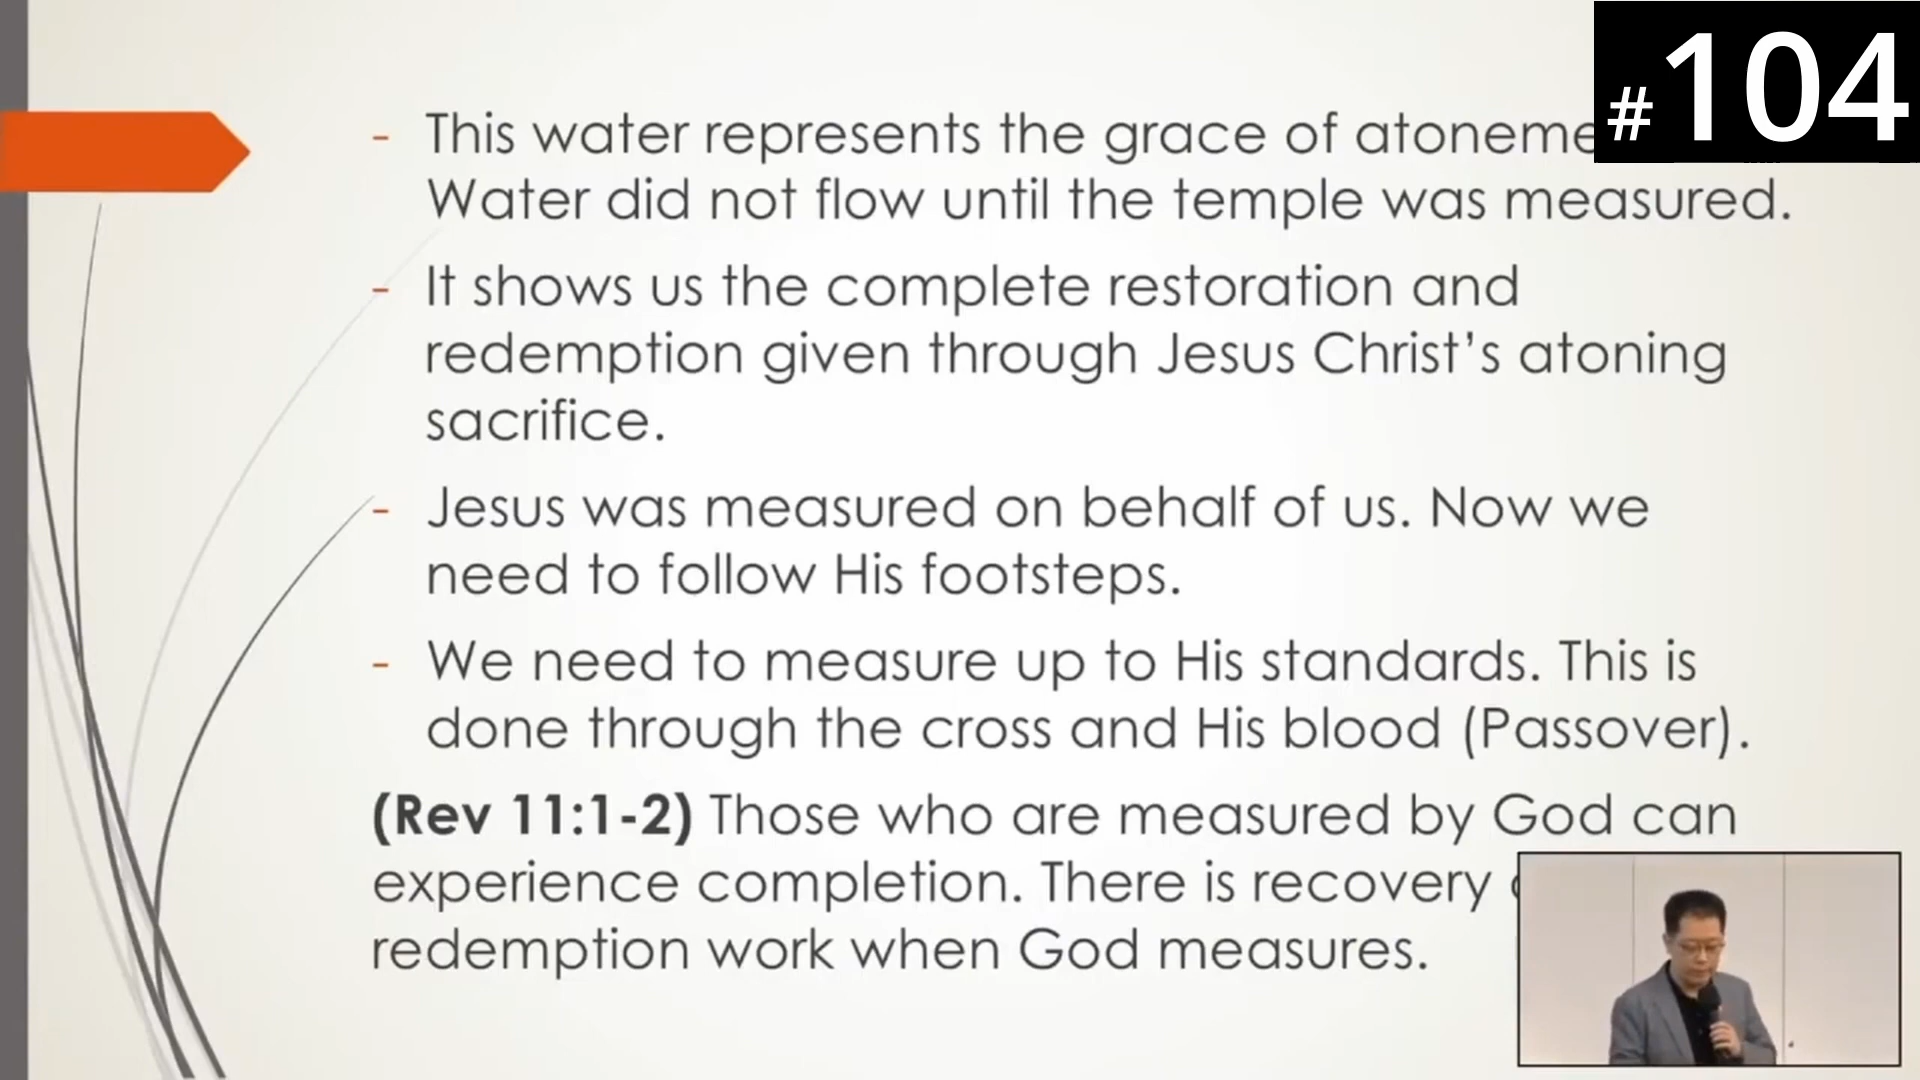 #104
- This water represents the grace of
Water did not flow until the temple was measured.
- It shows us the complete restoration and
redemption given through Jesus Christ’s atoning
sacrifice.
- Jesus was measured on behalf of us. Now we
need to follow His footsteps.
- We need to measure up to His standards. This is
done through the cross and His blood (Passover).
(Rev 11:1-2) Those who are measured by God can
experience completion. There is recovery
redemption work when God measures.